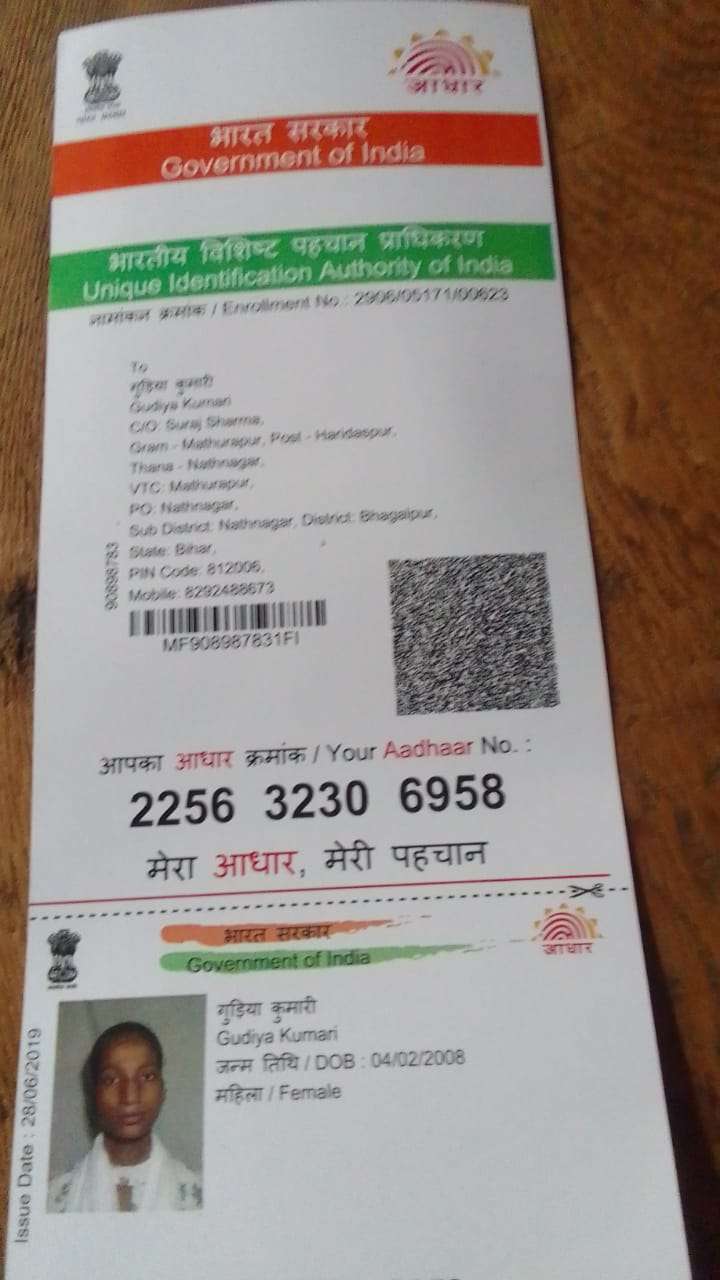 आधार
भारत सरकार
Government of India
भारतीय विशिष्ट पहचान प्राधिकरण
Unique Identification Authority of India
नामांकन क्रमांक / Enrollment No.: 2906/05171/00623
To
गुड़िया कुमारी
Gudiya Kumari
C/O: Suraj Sharma,
Gram - Mathurapur, Post - Haridaspur,
Thana - Nathnagar,
VTC: Mathurapur,
PO: Nathnagar,
Sub District: Nathnagar, District: Bhagalpur,
State: Bihar,
PIN Code: 812006,
Mobile: 8292488673
90898783
MF908987831FI
आपका आधार क्रमांक / Your Aadhaar No. :
2256 3230 6958
मेरा आधार, मेरी पहचान
भारत सरकार
Government of India
आधार
गुड़िया कुमारी
Gudiya Kumari
जन्म तिथि / DOB : 04/02/2008
महिला / Female
Issue Date : 28/06/2019